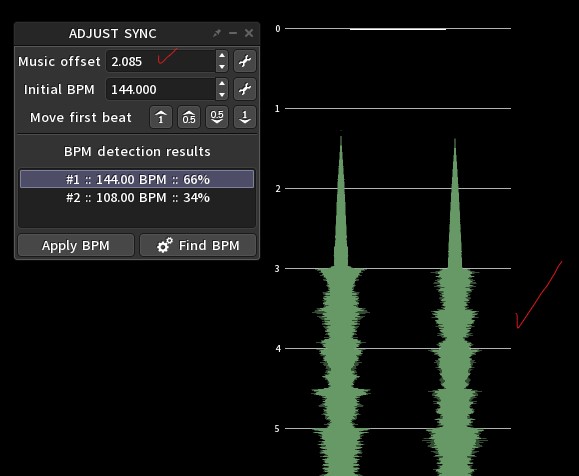 ADJUST SYNC
Music offset 2.085
Initial BPM 144.000
Move first beat 1 0.5 0.5 1
BPM detection results
#1 :: 144.00 BPM :: 66%
#2 :: 108.00 BPM :: 34%
Apply BPM Find BPM
0
1
2
3
4
5